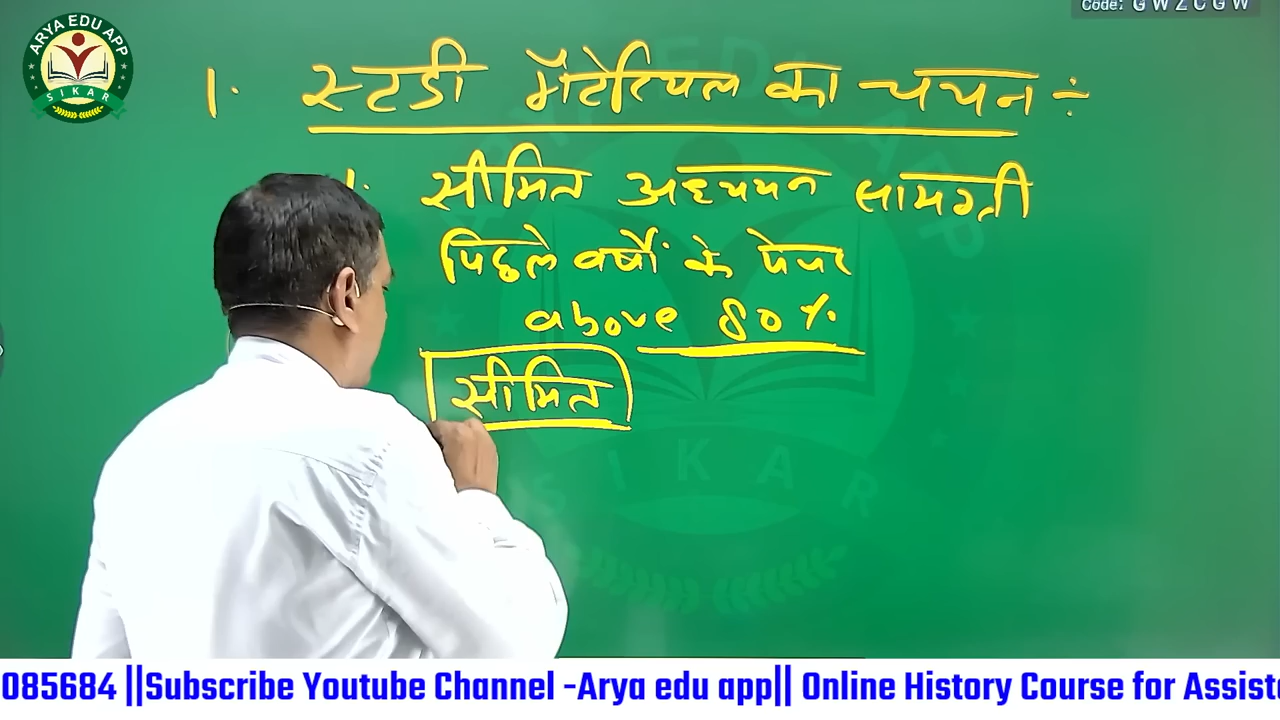 Code: G W Z C G W
ARYA EDU APP
SIKAR
1. स्टडी मॅटेरियल का चयन ÷
1. सीमित अध्ययन सामग्री
पिछले वर्षों के पेपर
above 80%
सीमित
SIKAR
085684 ||Subscribe Youtube Channel -Arya edu app|| Online History Course for Assist